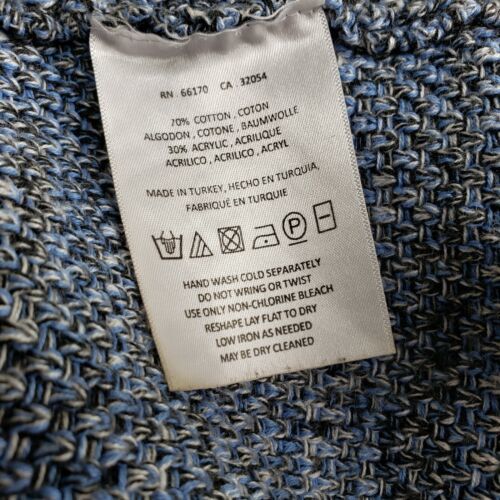 RN . 66170 CA . 32054
70% COTTON , COTON
ALGODON , COTONE , BAUMWOLLE
30% ACRYLIC , ACRILIQUE
ACRILICO , ACRILICO , ACRYL
MADE IN TURKEY, HECHO EN TURQUIA,
FABRIQUÉ EN TURQUIE
P
HAND WASH COLD SEPARATELY
DO NOT WRING OR TWIST
USE ONLY NON-CHLORINE BLEACH
RESHAPE LAY FLAT TO DRY
LOW IRON AS NEEDED
MAY BE DRY CLEANED